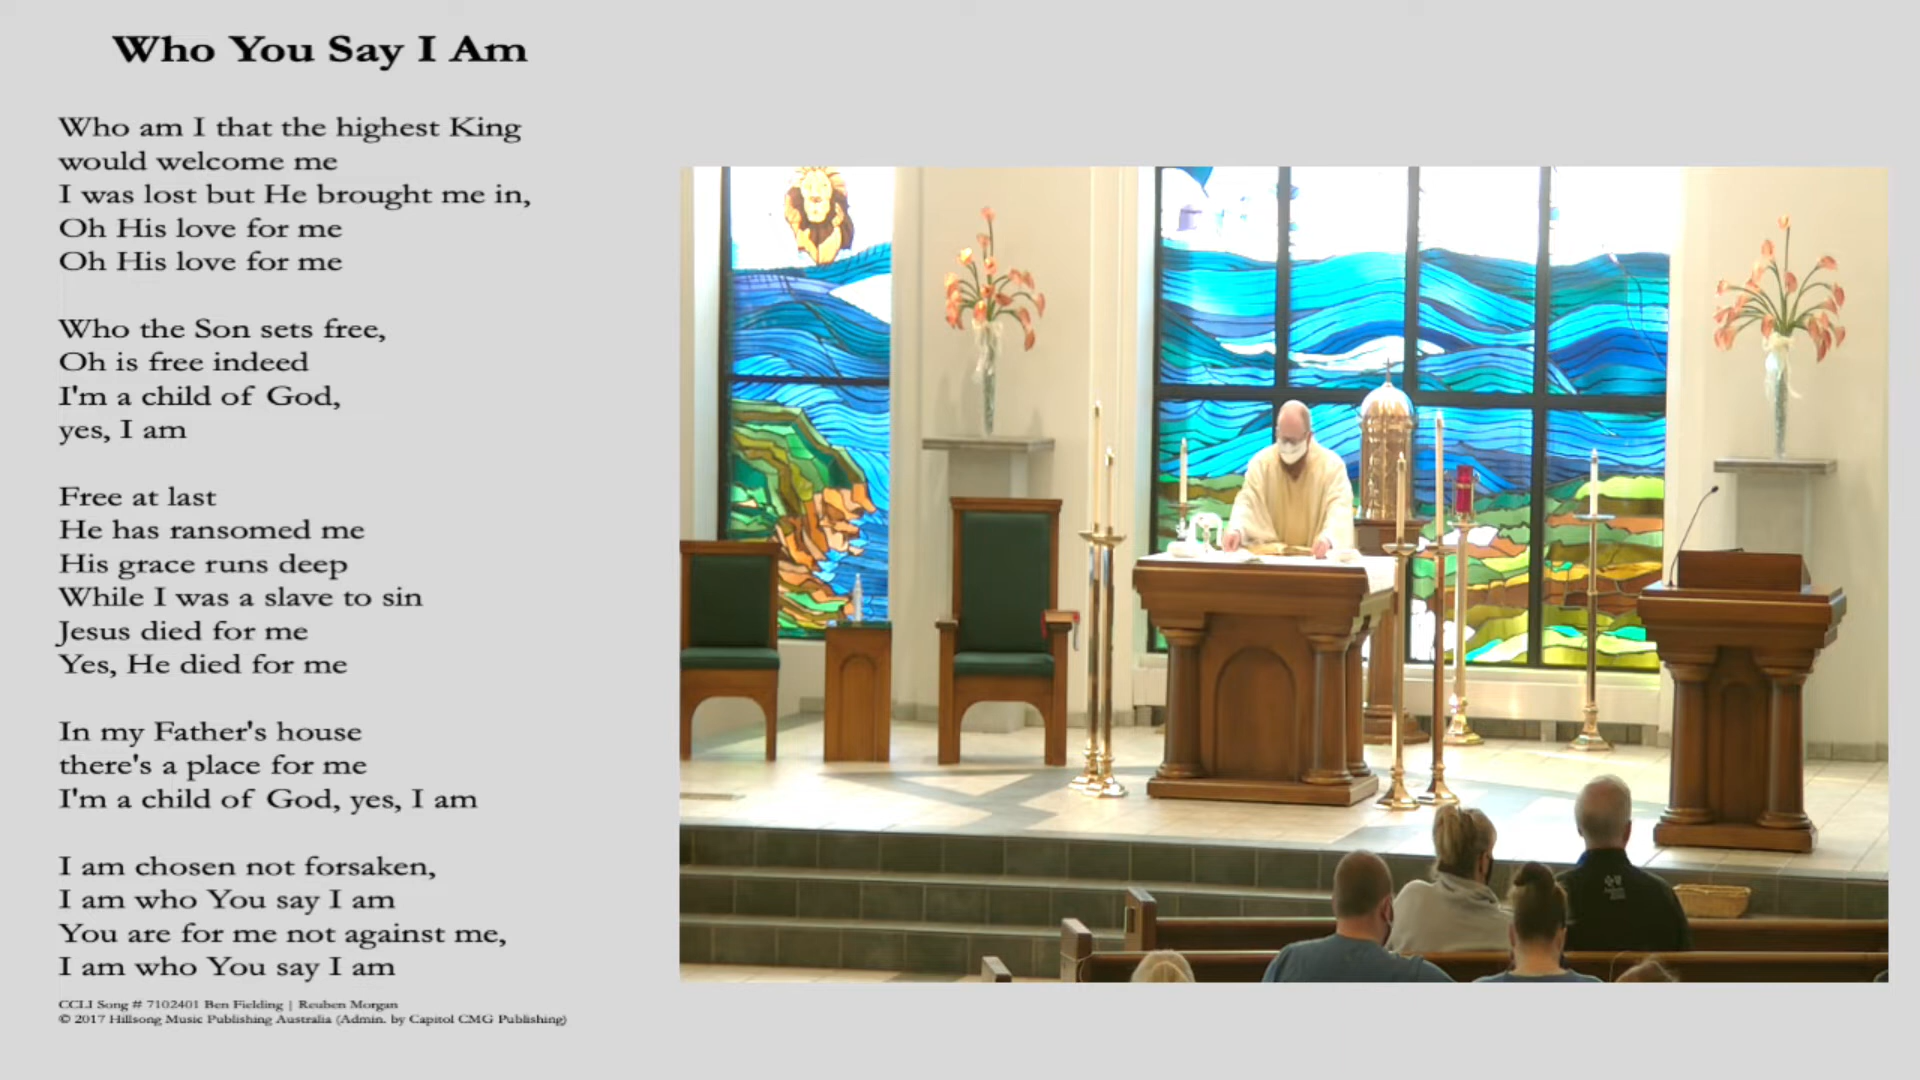 Who You Say I Am
Who am I that the highest King
would welcome me
I was lost but He brought me in,
Oh His love for me
Oh His love for me
Who the Son sets free,
Oh is free indeed
I'm a child of God,
yes, I am
Free at last
He has ransomed me
His grace runs deep
While I was a slave to sin
Jesus died for me
Yes, He died for me
In my Father's house
there's a place for me
I'm a child of God, yes, I am
I am chosen not forsaken,
I am who You say I am
You are for me not against me,
I am who You say I am
CCLI Song # 7102401 Ben Fielding | Reuben Morgan
© 2017 Hillsong Music Publishing Australia (Admin. by Capitol CMG Publishing)